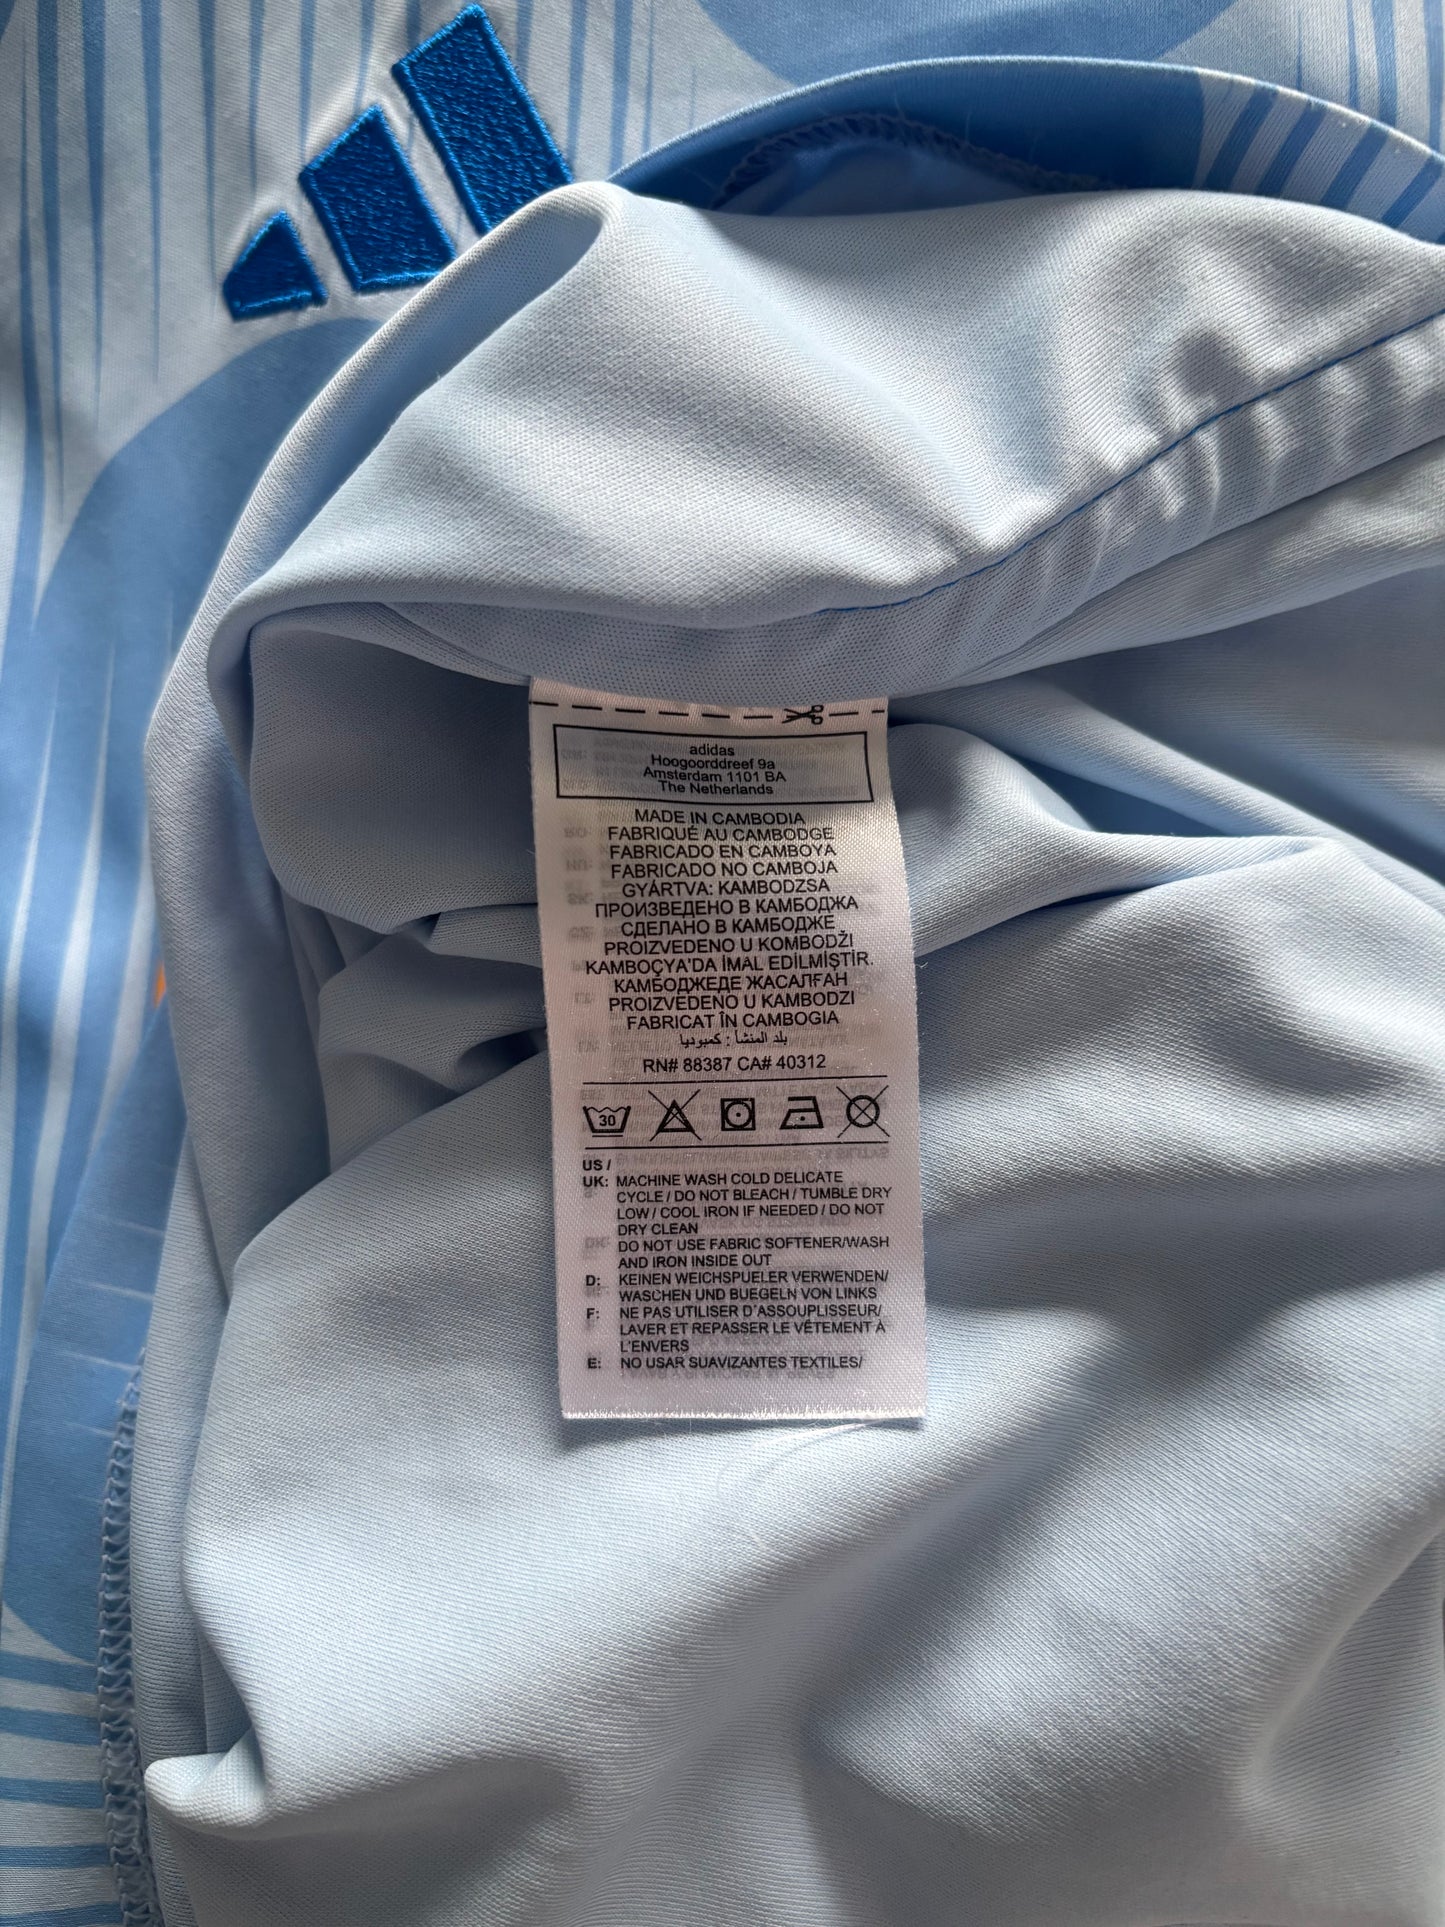 adidas
Hoogoorddreef 9a
Amsterdam 1101 BA
The Netherlands
MADE IN CAMBODIA
FABRIQUÉ AU CAMBODGE
FABRICADO EN CAMBOYA
FABRICADO NO CAMBOJA
GYÁRTVA: KAMBODZSA
ПРОИЗВЕДЕНО В КАМБОДЖА
СДЕЛАНО В КАМБОДЖЕ
PROIZVEDENO U KOMBODŽI
KAMBOÇYA'DA İMAL EDİLMİŞTİR.
КАМБОДЖЕДЕ ЖАСАЛҒАН
PROIZVEDENO U KAMBODZI
FABRICAT ÎN CAMBOGIA
بلد المنشأ : كمبوديا
RN# 88387 CA# 40312
30
US /
UK: MACHINE WASH COLD DELICATE
CYCLE / DO NOT BLEACH / TUMBLE DRY
LOW / COOL IRON IF NEEDED / DO NOT
DRY CLEAN
DO NOT USE FABRIC SOFTENER/WASH
AND IRON INSIDE OUT
D: KEINEN WEICHSPUELER VERWENDEN/
WASCHEN UND BUEGELN VON LINKS
F: NE PAS UTILISER D'ASSOUPLISSEUR/
LAVER ET REPASSER LE VÊTEMENT À
L'ENVERS
E: NO USAR SUAVIZANTES TEXTILES/